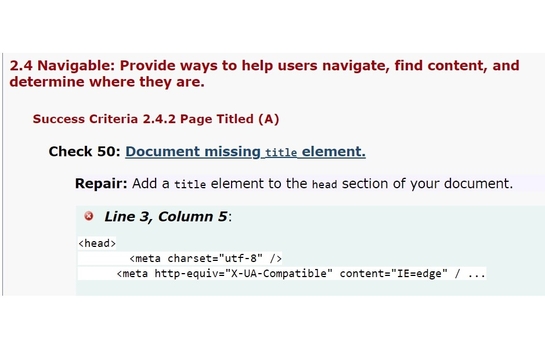 2.4 Navigable: Provide ways to help users navigate, find content, and
determine where they are.
Success Criteria 2.4.2 Page Titled (A)
Check 50: Document missing title element.
Repair: Add a title element to the head section of your document.
Line 3, Column 5:
<head>
<meta charset="utf-8" />
<meta http-equiv="X-UA-Compatible" content="IE=edge" / ...